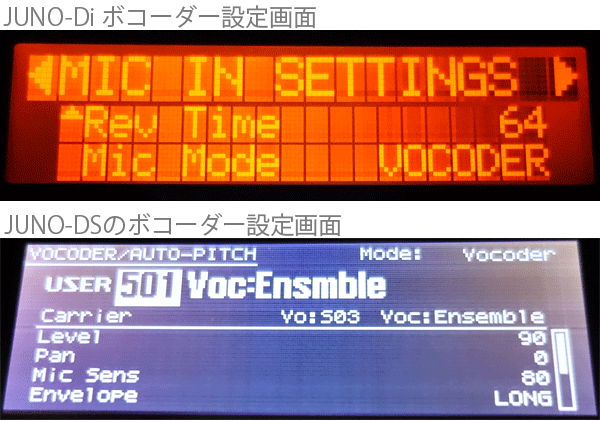 JUNO-Di ボコーダー設定画面
MIC IN SETTINGS
Rev Time 64
Mic Mode VOCODER
JUNO-DSのボコーダー設定画面
VOCODER/AUTO-PITCH Mode: Vocoder
USER 501 Voc:Ensmble
Carrier Vo:S03 Voc:Ensemble
Level 90
Pan 0
Mic Sens 80
Envelope LONG